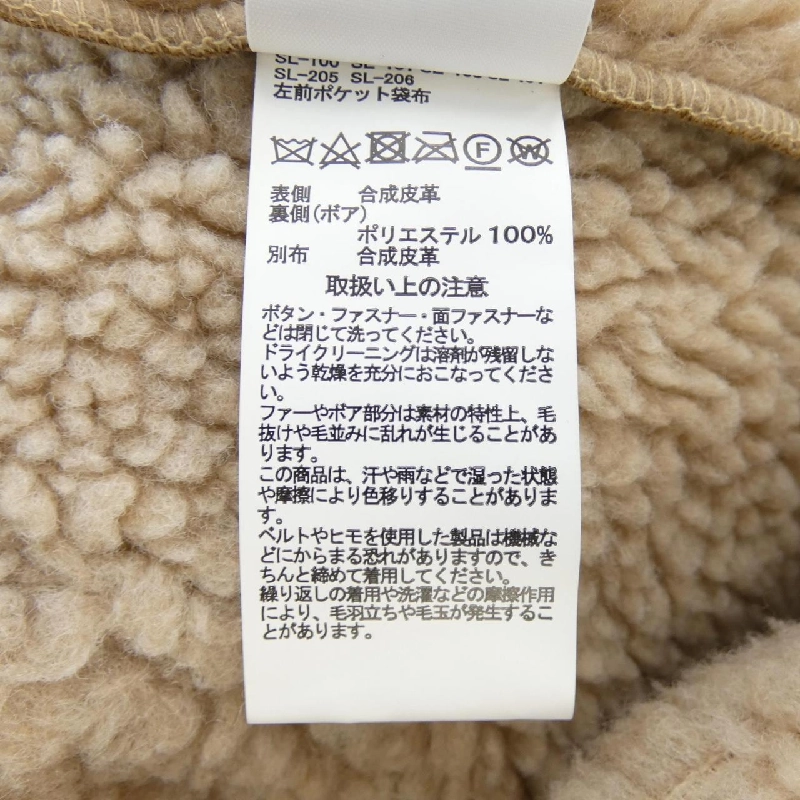 SL-100
SL-205 SL-206
左前ポケット袋布
F W
表側 合成皮革
裏側(ボア)
ポリエステル 100%
別布 合成皮革
取扱い上の注意
ボタン・ファスナー・面ファスナーな
どは閉じて洗ってください。
ドライクリーニングは溶剤が残留しな
いよう乾燥を充分におこなってくださ
い。
ファーやボア部分は素材の特性上、毛
抜けや毛並みに乱れが生じることがあ
ります。
この商品は、汗や雨などで湿った状態
や摩擦により色移りすることがありま
す。
ベルトやヒモを使用した製品は機械な
どにからまる恐れがありますので、き
ちんと締めて着用してください。
繰り返しの着用や洗濯などの摩擦作用
により、毛羽立ちや毛玉が発生するこ
とがあります。